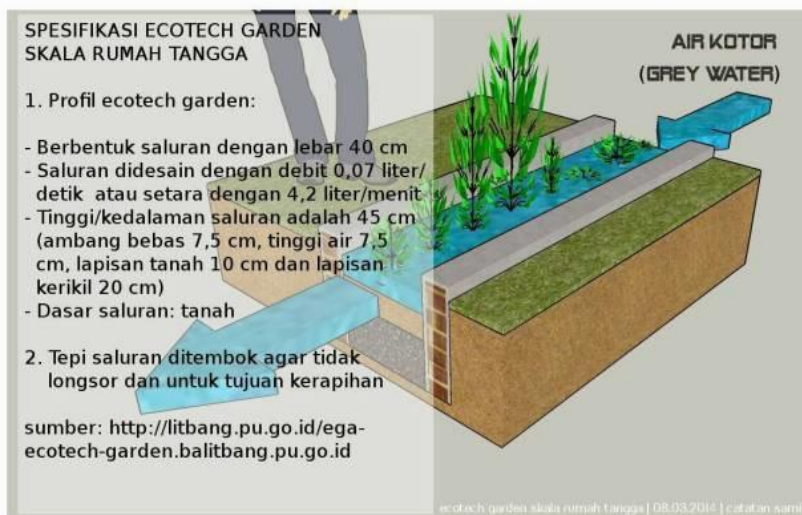 SPESIFIKASI ECOTECH GARDEN
SKALA RUMAH TANGGA
1. Profil ecotech garden:
- Berbentuk saluran dengan lebar 40 cm
- Saluran didesain dengan debit 0,07 liter/
detik atau setara dengan 4,2 liter/menit
- Tinggi/kedalaman saluran adalah 45 cm
(ambang bebas 7,5 cm, tinggi air 7,5
cm, lapisan tanah 10 cm dan lapisan
kerikil 20 cm)
- Dasar saluran: tanah
2. Tepi saluran ditembok agar tidak
longsor dan untuk tujuan kerapihan
sumber: http://litbang.pu.go.id/ega-
ecotech-garden.balitbang.pu.go.id
AIR KOTOR
(GREY WATER)
ecotech garden skala rumah tangga | 08.03.2014 | catatan sami